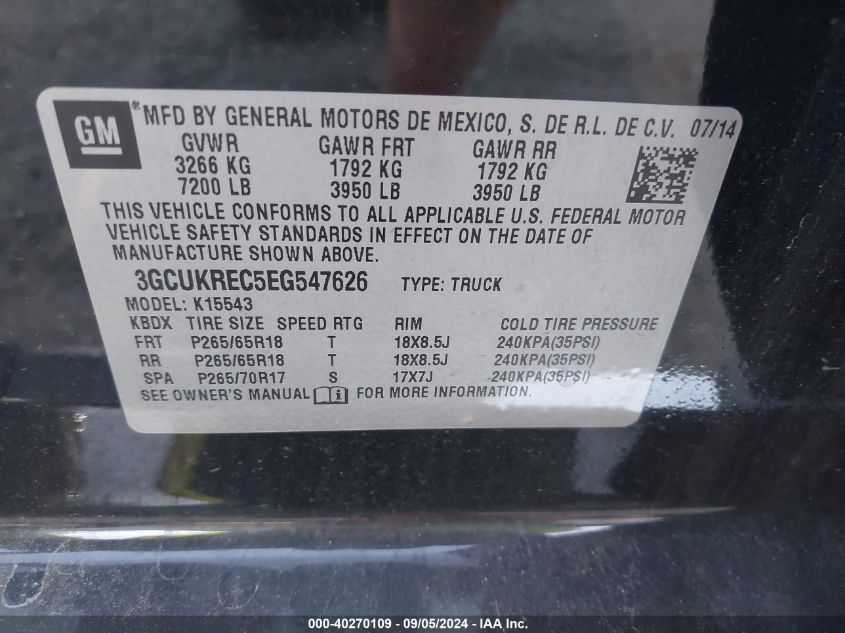 GM ® MFD BY GENERAL MOTORS DE MEXICO, S. DE R.L. DE C.V. 07/14
GVWR GAWR FRT GAWR RR
3266 KG 1792 KG 1792 KG
7200 LB 3950 LB 3950 LB
THIS VEHICLE CONFORMS TO ALL APPLICABLE U.S. FEDERAL MOTOR
VEHICLE SAFETY STANDARDS IN EFFECT ON THE DATE OF
MANUFACTURE SHOWN ABOVE.
3GCUKREC5EG547626 TYPE: TRUCK
MODEL: K15543
KBDX TIRE SIZE SPEED RTG RIM COLD TIRE PRESSURE
FRT P265/65R18 T 18X8.5J 240KPA(35PSI)
RR P265/65R18 T 18X8.5J 240KPA(35PSI)
SPA P265/70R17 S 17X7J 240KPA(35PSI)
SEE OWNER'S MANUAL i FOR MORE INFORMATION.
000-40270109 - 09/05/2024 - IAA Inc.